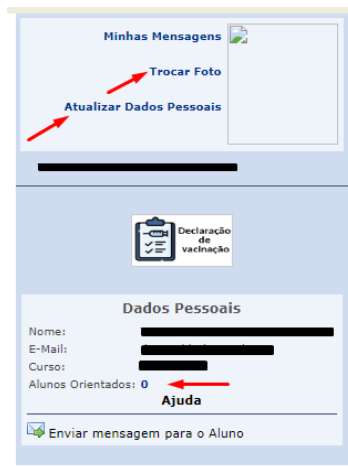 Minhas Mensagens
Trocar Foto
Atualizar Dados Pessoais
Declaração
de
vacinação
Dados Pessoais
Nome:
E-Mail:
Curso:
Alunos Orientados: 0
Ajuda
Enviar mensagem para o Aluno